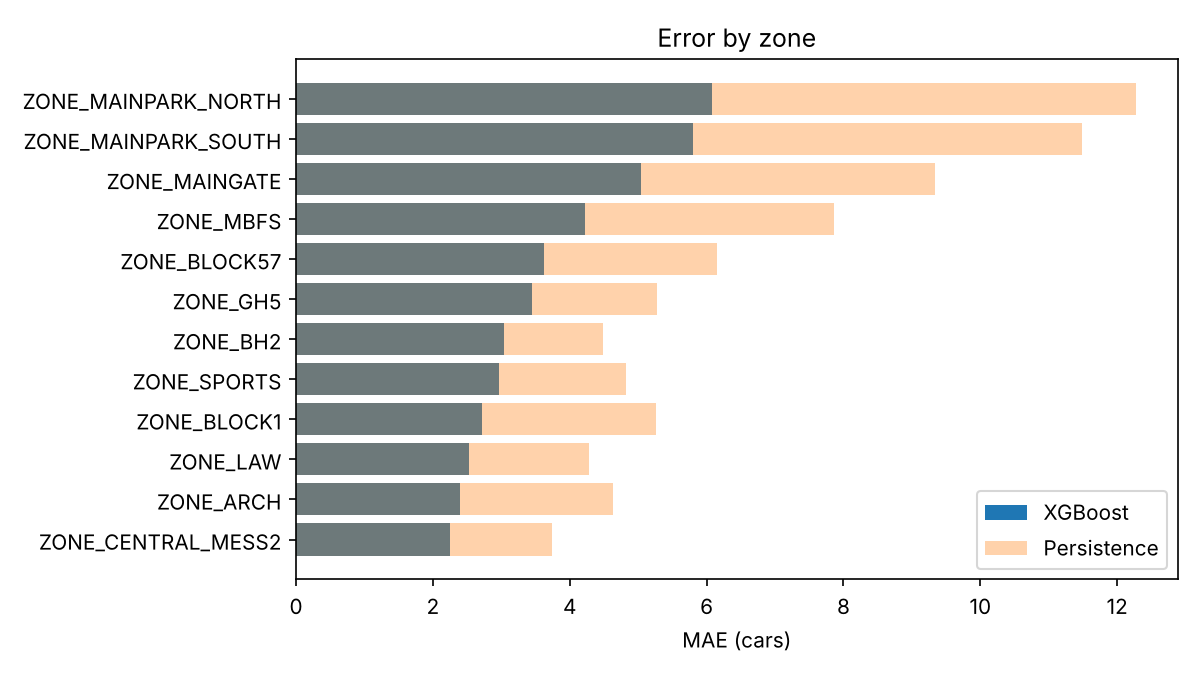 Error by zone
ZONE_MAINPARK_NORTH
ZONE_MAINPARK_SOUTH
ZONE_MAINGATE
ZONE_MBFS
ZONE_BLOCK57
ZONE_GH5
ZONE_BH2
ZONE_SPORTS
ZONE_BLOCK1
ZONE_LAW
ZONE_ARCH
ZONE_CENTRAL_MESS2
XGBoost
Persistence
0 2 4 6 8 10 12
MAE (cars)